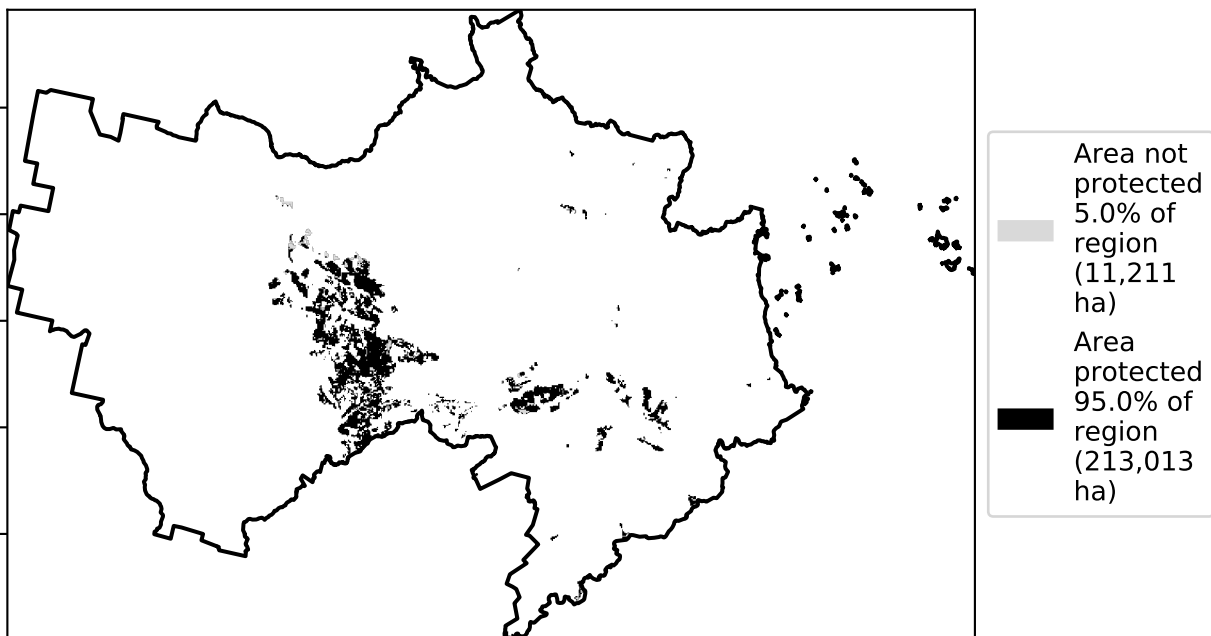 Area not
protected
5.0% of
region
(11,211
ha)
Area
protected
95.0% of
region
(213,013
ha)